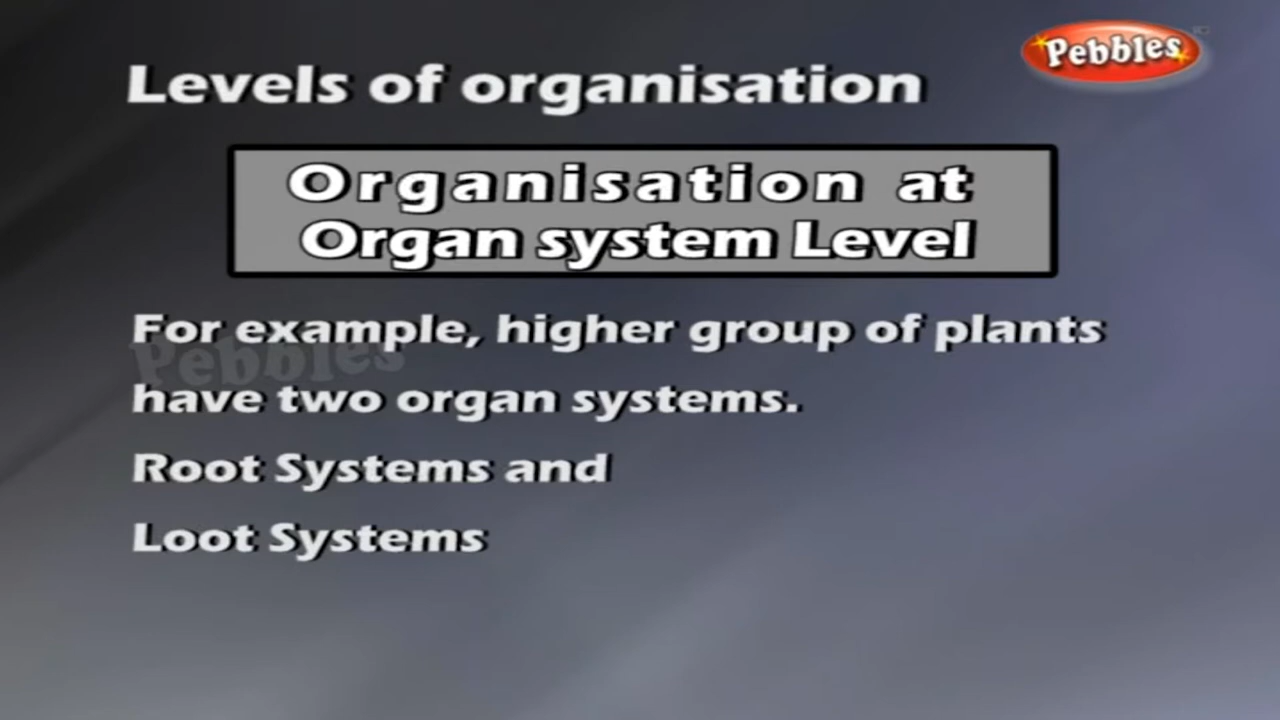 Pebbles
Levels of organisation
Organisation at
Organ system Level
For example, higher group of plants
Pebbles
have two organ systems.
Root Systems and
Loot Systems